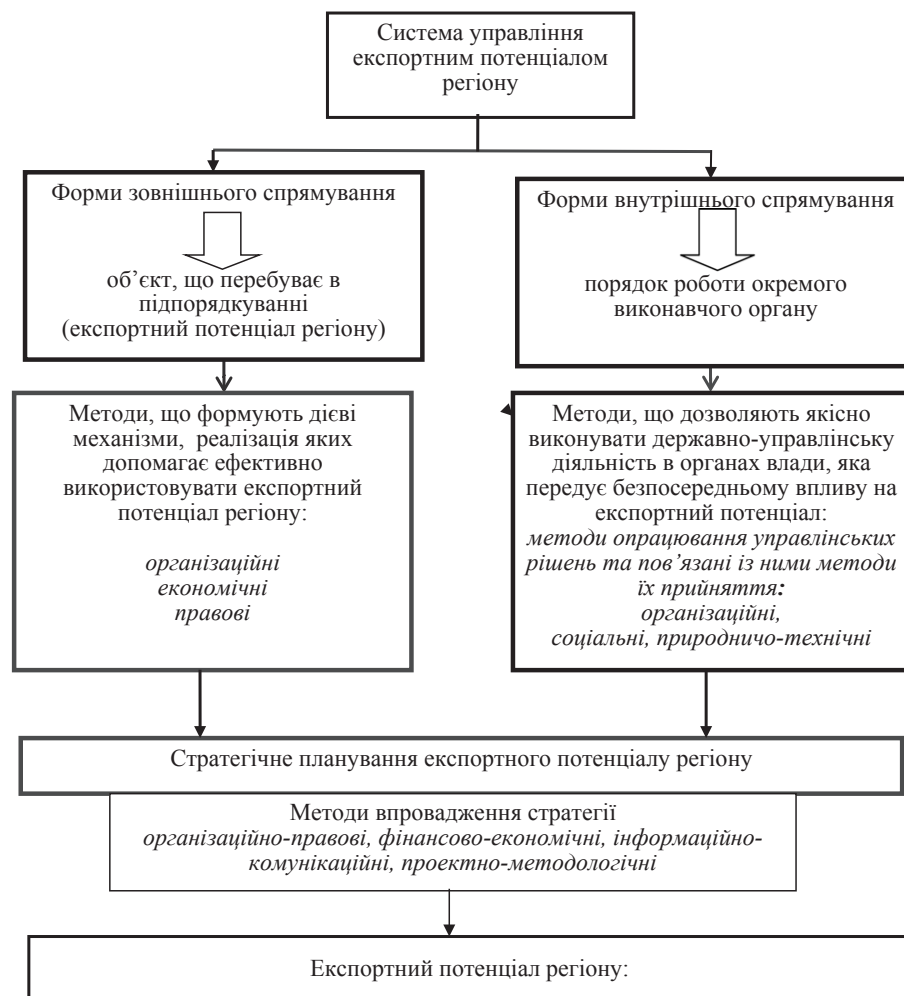 Система управління
експортним потенціалом
регіону
Форми зовнішнього спрямування
об’єкт, що перебуває в
підпорядкуванні
(експортний потенціал регіону)
Форми внутрішнього спрямування
порядок роботи окремого
виконавчого органу
Методи, що формують дієві
механізми, реалізація яких
допомагає ефективно
використовувати експортний
потенціал регіону:
організаційні
економічні
правові
Методи, що дозволяють якісно
виконувати державно-управлінську
діяльність в органах влади, яка
передує безпосередньому впливу на
експортний потенціал:
методи опрацювання управлінських
рішень та пов’язані із ними методи
їх прийняття:
організаційні,
соціальні, природничо-технічні
Стратегічне планування експортного потенціалу регіону
Методи впровадження стратегії
організаційно-правові, фінансово-економічні, інформаційно-
комунікаційні, проектно-методологічні
Експортний потенціал регіону: